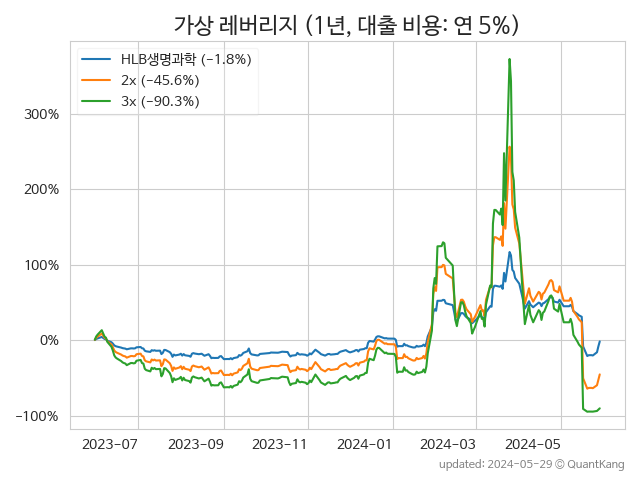 가상 레버리지 (1년, 대출 비용: 연 5%)
HLB생명과학 (−1.8%)
2x (−45.6%)
3x (−90.3%)
300%
200%
100%
0%
−100%
2023-07 2023-09 2023-11 2024-01 2024-03 2024-05
updated: 2024-05-29 © QuantKang